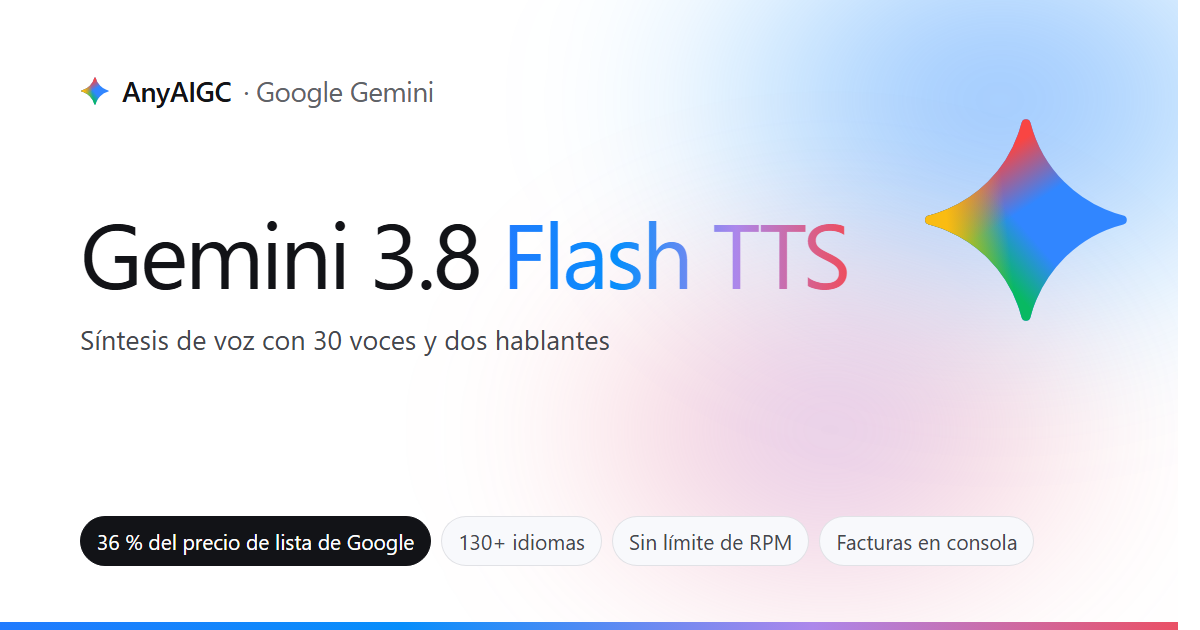 AnyAIGC · Google Gemini
Gemini 3.8 Flash TTS
Síntesis de voz con 30 voces y dos hablantes
36 % del precio de lista de Google
130+ idiomas
Sin límite de RPM
Facturas en consola